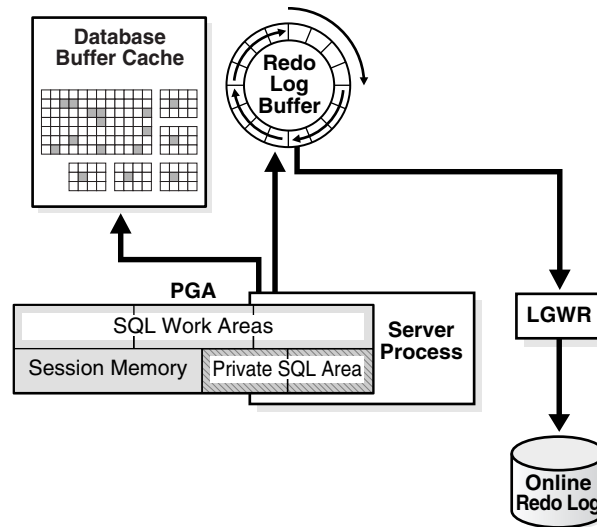 Database
Buffer Cache
Redo
Log
Buffer
PGA
SQL Work Areas
Session Memory
Private SQL Area
Server
Process
LGWR
Online
Redo Log